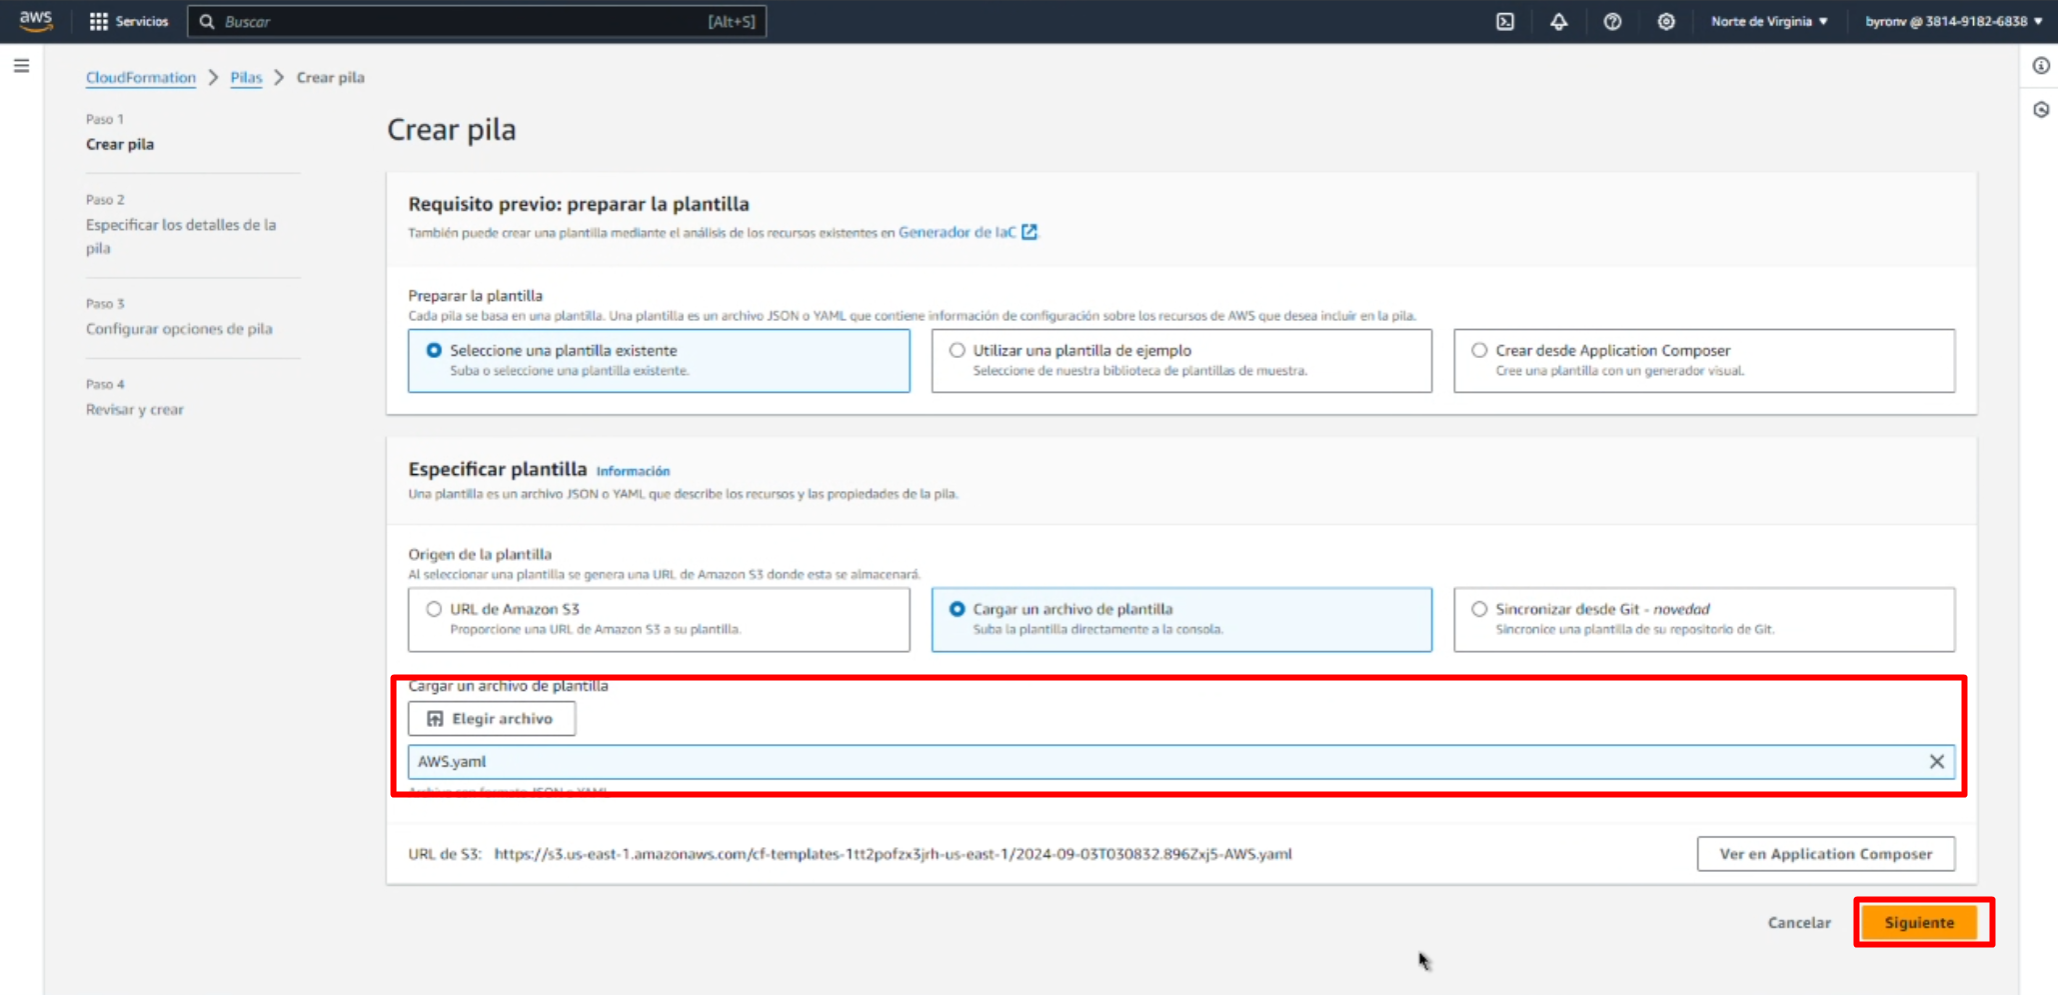 aws
Servicios
Buscar
[Alt+S]
Norte de Virginia ▼
byronv @ 3814-9182-6838 ▼
CloudFormation > Pilas > Crear pila
Paso 1
Crear pila
Paso 2
Especificar los detalles de la
pila
Paso 3
Configurar opciones de pila
Paso 4
Revisar y crear
Crear pila
Requisito previo: preparar la plantilla
También puede crear una plantilla mediante el análisis de los recursos existentes en Generador de IaC
Preparar la plantilla
Cada pila se basa en una plantilla. Una plantilla es un archivo JSON o YAML que contiene información de configuración sobre los recursos de AWS que desea incluir en la pila.
Seleccione una plantilla existente
Suba o seleccione una plantilla existente.
Utilizar una plantilla de ejemplo
Seleccione de nuestra biblioteca de plantillas de muestra.
Crear desde Application Composer
Cree una plantilla con un generador visual.
Especificar plantilla Información
Una plantilla es un archivo JSON o YAML que describe los recursos y las propiedades de la pila.
Origen de la plantilla
Al seleccionar una plantilla se genera una URL de Amazon S3 donde esta se almacenará.
URL de Amazon S3
Proporcione una URL de Amazon S3 a su plantilla.
Cargar un archivo de plantilla
Suba la plantilla directamente a la consola.
Sincronizar desde Git - novedad
Sincronice una plantilla de su repositorio de Git.
Cargar un archivo de plantilla
Elegir archivo
AWS.yaml
Archivo con formato JSON o YAML
URL de S3: https://s3.us-east-1.amazonaws.com/cf-templates-1tt2pofzx3jrh-us-east-1/2024-09-03T030832.896Zxj5-AWS.yaml
Ver en Application Composer
Cancelar
Siguiente